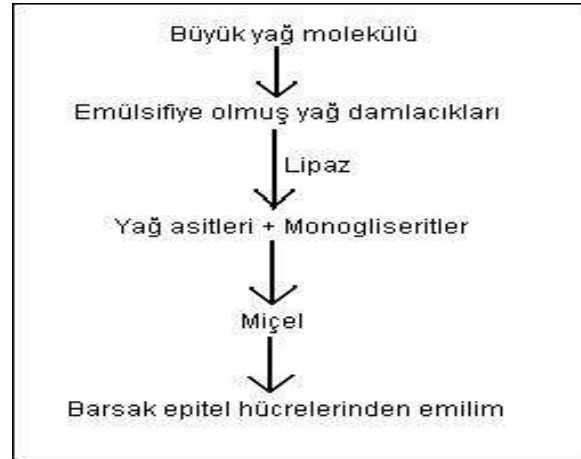 Büyük yağ molekülü
Emülsifiye olmuş yağ damlacıkları
Lipaz
Yağ asitleri + Monogliseritler
Miçel
Barsak epitel hücrelerinden emilim